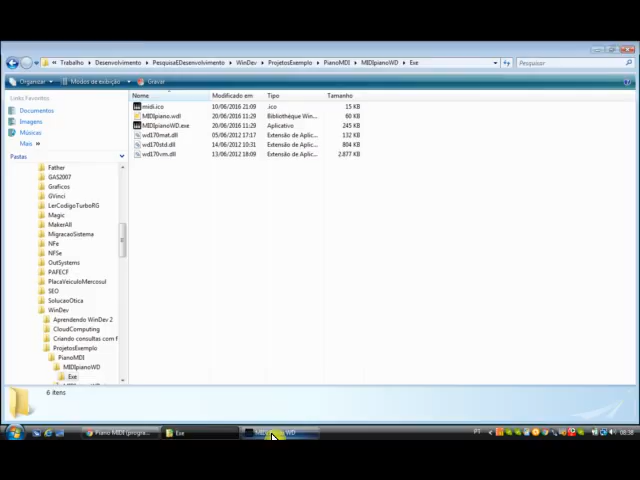 Trabalho ▸ Desenvolvimento ▸ PesquisaEDesenvolvimento ▸ WinDev ▸ ProjetosExemplo ▸ PianoMDI ▸ MIDIpianoWD ▸ Exe
Pesquisar
Organizar
Modos de exibição
Gravar
Links Favoritos
Documentos
Imagens
Músicas
Mais »
Pastas
Father
GAS2007
Graficos
GVinci
LerCodigoTurboRG
Magic
MakerAll
MigracaoSistema
NFe
NFSe
OutSystems
PAFECF
PlacaVeiculoMercosul
SEO
SolucaoOtica
WinDev
Aprendendo WinDev 2
CloudComputing
Criando consultas com f
ProjetosExemplo
PianoMDI
MIDIpianoWD
Exe
Nome Modificado em Tipo Tamanho
midi.ico 10/06/2016 21:09 .ico 15 KB
MIDIpiano.wdl 20/06/2016 11:29 Bibliothèque Win... 60 KB
MIDIpianoWD.exe 20/06/2016 11:29 Aplicativo 245 KB
wd170mat.dll 05/06/2012 17:17 Extensão de Aplic... 132 KB
wd170std.dll 14/06/2012 10:31 Extensão de Aplic... 804 KB
wd170vm.dll 13/06/2012 18:09 Extensão de Aplic... 2.877 KB
6 itens
Piano MIDI (progra...
Exe
PT
08:38